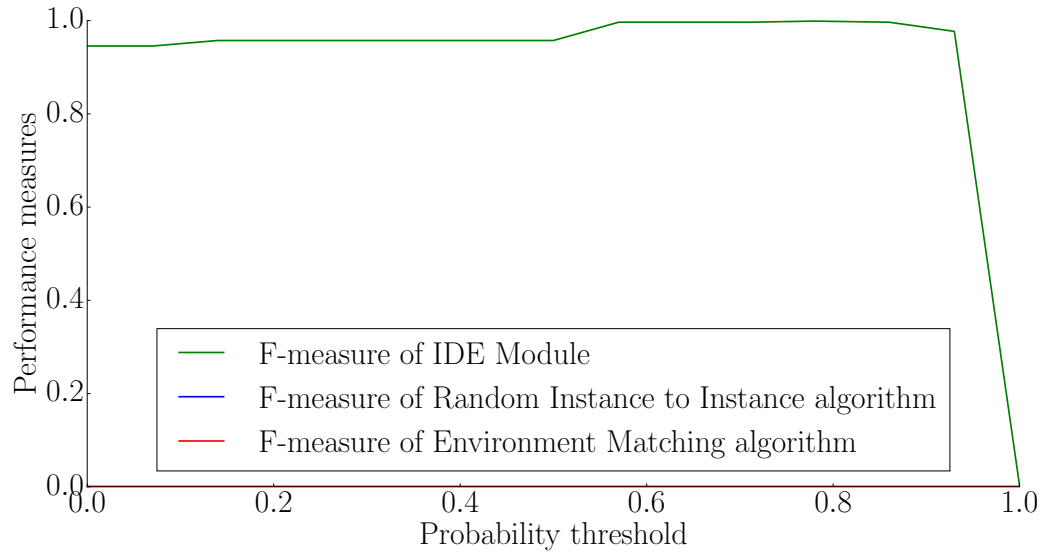 1.0
0.8
0.6
0.4
0.2
0.0
Performance measures
F-measure of IDE Module
F-measure of Random Instance to Instance algorithm
F-measure of Environment Matching algorithm
0.0 0.2 0.4 0.6 0.8 1.0
Probability threshold